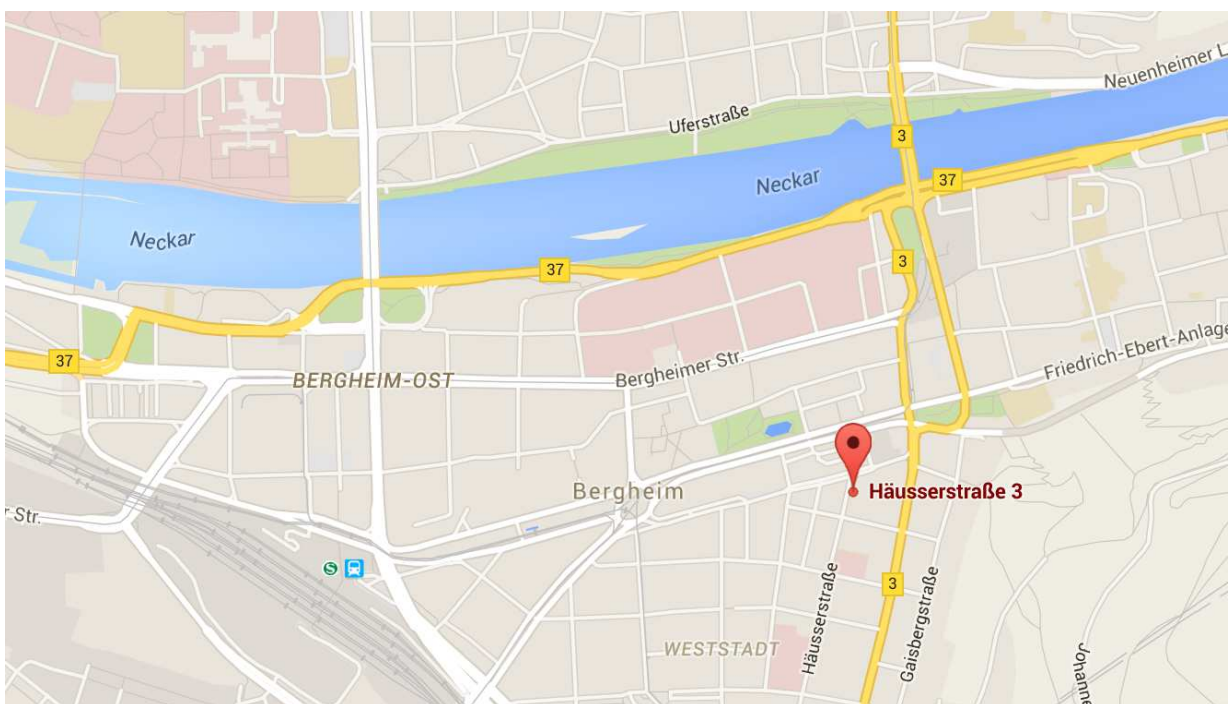 Neuenheimer L
Uferstraße
3
Neckar
37
Neckar
37
3
37
Bergheimer Str.
Friedrich-Ebert-Anlage
BERGHEIM-OST
Bergheim
Häusserstraße 3
r Str.
S
3
Häusserstraße
Gaisbergstraße
WESTSTADT
Johanne